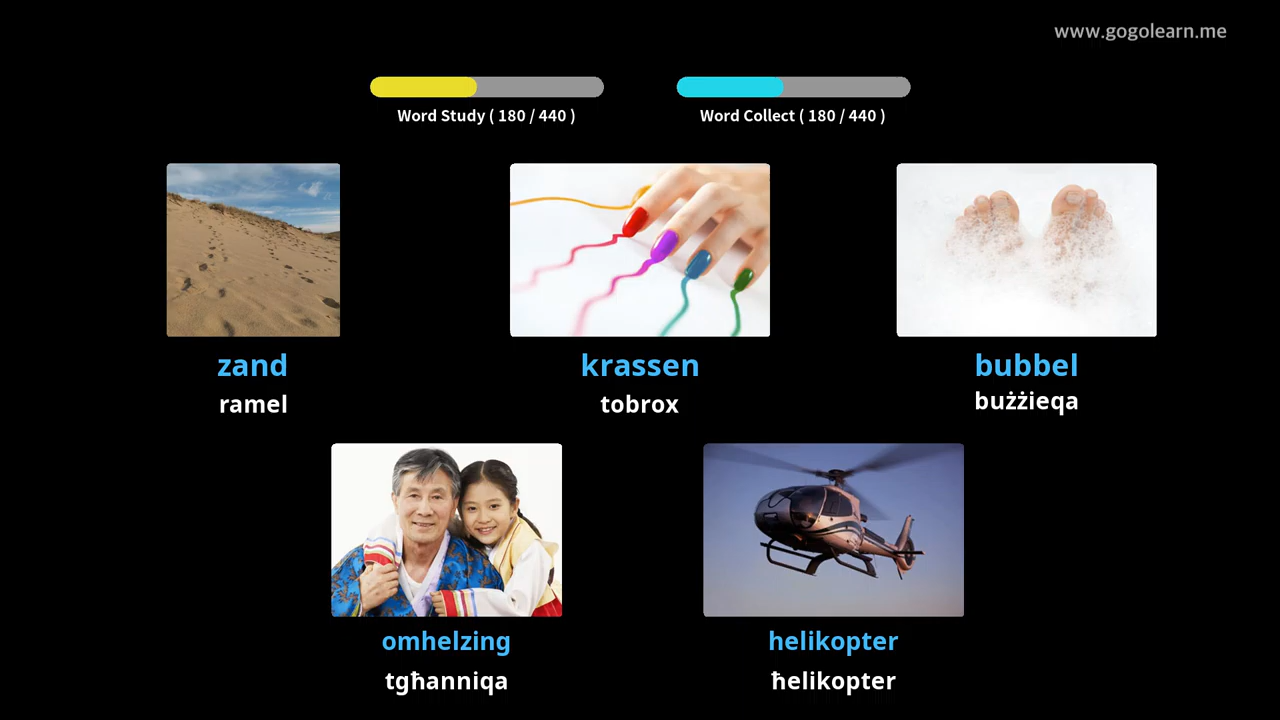 www.gogolearn.me
Word Study ( 180 / 440 )
Word Collect ( 180 / 440 )
zand
krassen
bubbel
ramel
tobrox
bużżieqa
omhelzing
helikopter
tgħanniqa
ħelikopter